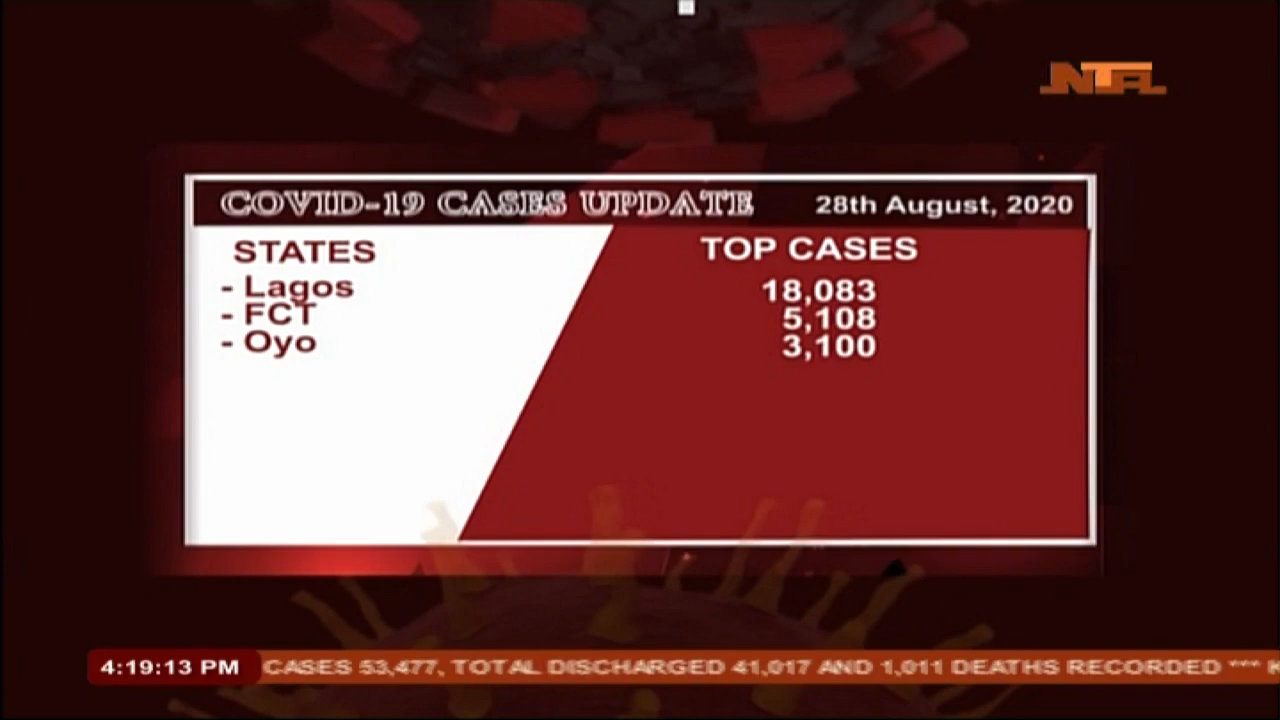 NTA
COVID-19 CASES UPDATE 28th August, 2020
STATES TOP CASES
- Lagos 18,083
- FCT 5,108
- Oyo 3,100
4:19:13 PM CASES 53,477, TOTAL DISCHARGED 41,017 AND 1,011 DEATHS RECORDED *** K